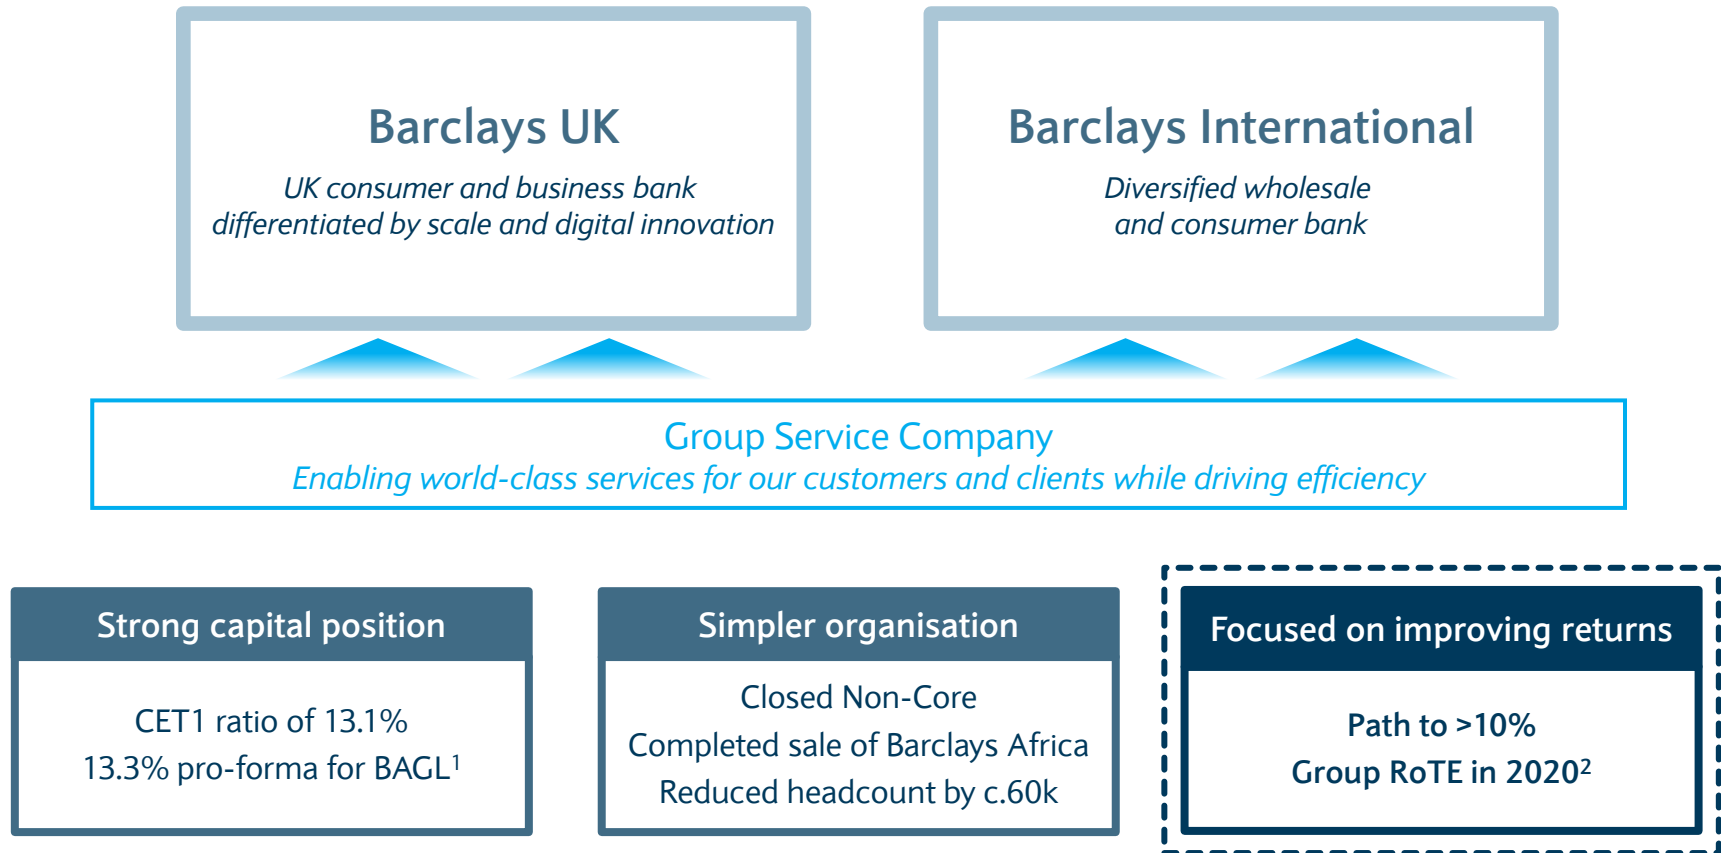 Barclays UK
UK consumer and business bank
differentiated by scale and digital innovation
Barclays International
Diversified wholesale
and consumer bank
Group Service Company
Enabling world-class services for our customers and clients while driving efficiency
Strong capital position
CET1 ratio of 13.1%
13.3% pro-forma for BAGL¹
Simpler organisation
Closed Non-Core
Completed sale of Barclays Africa
Reduced headcount by c.60k
Focused on improving returns
Path to >10%
Group RoTE in 2020²